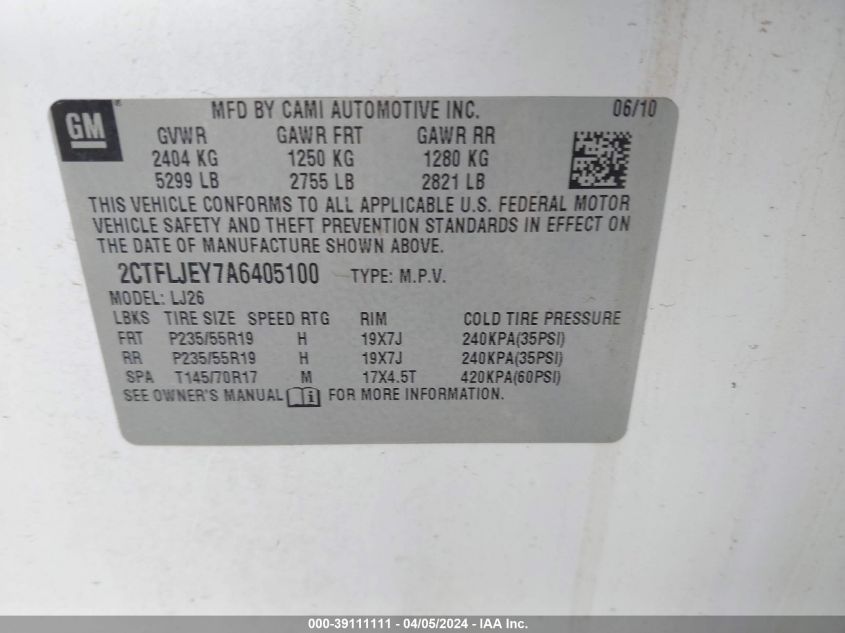 GM ® MFD BY CAMI AUTOMOTIVE INC. 06/10
GVWR GAWR FRT GAWR RR
2404 KG 1250 KG 1280 KG
5299 LB 2755 LB 2821 LB
THIS VEHICLE CONFORMS TO ALL APPLICABLE U.S. FEDERAL MOTOR
VEHICLE SAFETY AND THEFT PREVENTION STANDARDS IN EFFECT ON
THE DATE OF MANUFACTURE SHOWN ABOVE.
2CTFLJEY7A6405100 TYPE: M.P.V.
MODEL: LJ26
LBKS TIRE SIZE SPEED RTG RIM COLD TIRE PRESSURE
FRT P235/55R19 H 19X7J 240KPA(35PSI)
RR P235/55R19 H 19X7J 240KPA(35PSI)
SPA T145/70R17 M 17X4.5T 420KPA(60PSI)
SEE OWNER'S MANUAL i FOR MORE INFORMATION.
000-39111111 - 04/05/2024 - IAA Inc.